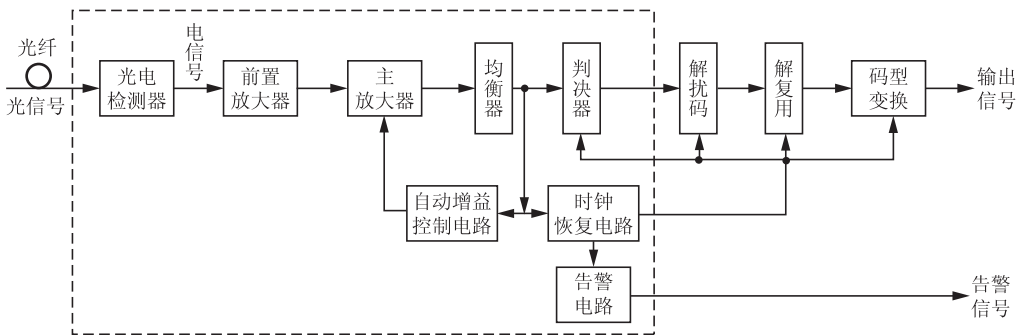 光纤
光信号
光电
检测器
电
信
号
前置
放大器
主
放大器
均
衡
器
判
决
器
解
扰
码
解
复
用
码型
变换
输出
信号
自动增益
控制电路
时钟
恢复电路
告警
电路
告警
信号